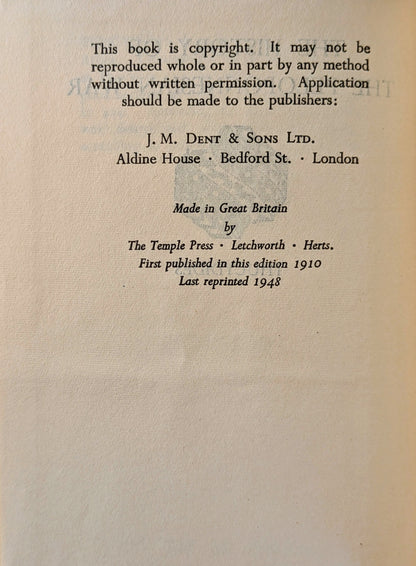 This book is copyright. It may not be
reproduced whole or in part by any method
without written permission. Application
should be made to the publishers:
J. M. DENT & SONS LTD.
Aldine House · Bedford St. · London
Made in Great Britain
by
The Temple Press · Letchworth · Herts.
First published in this edition 1910
Last reprinted 1948